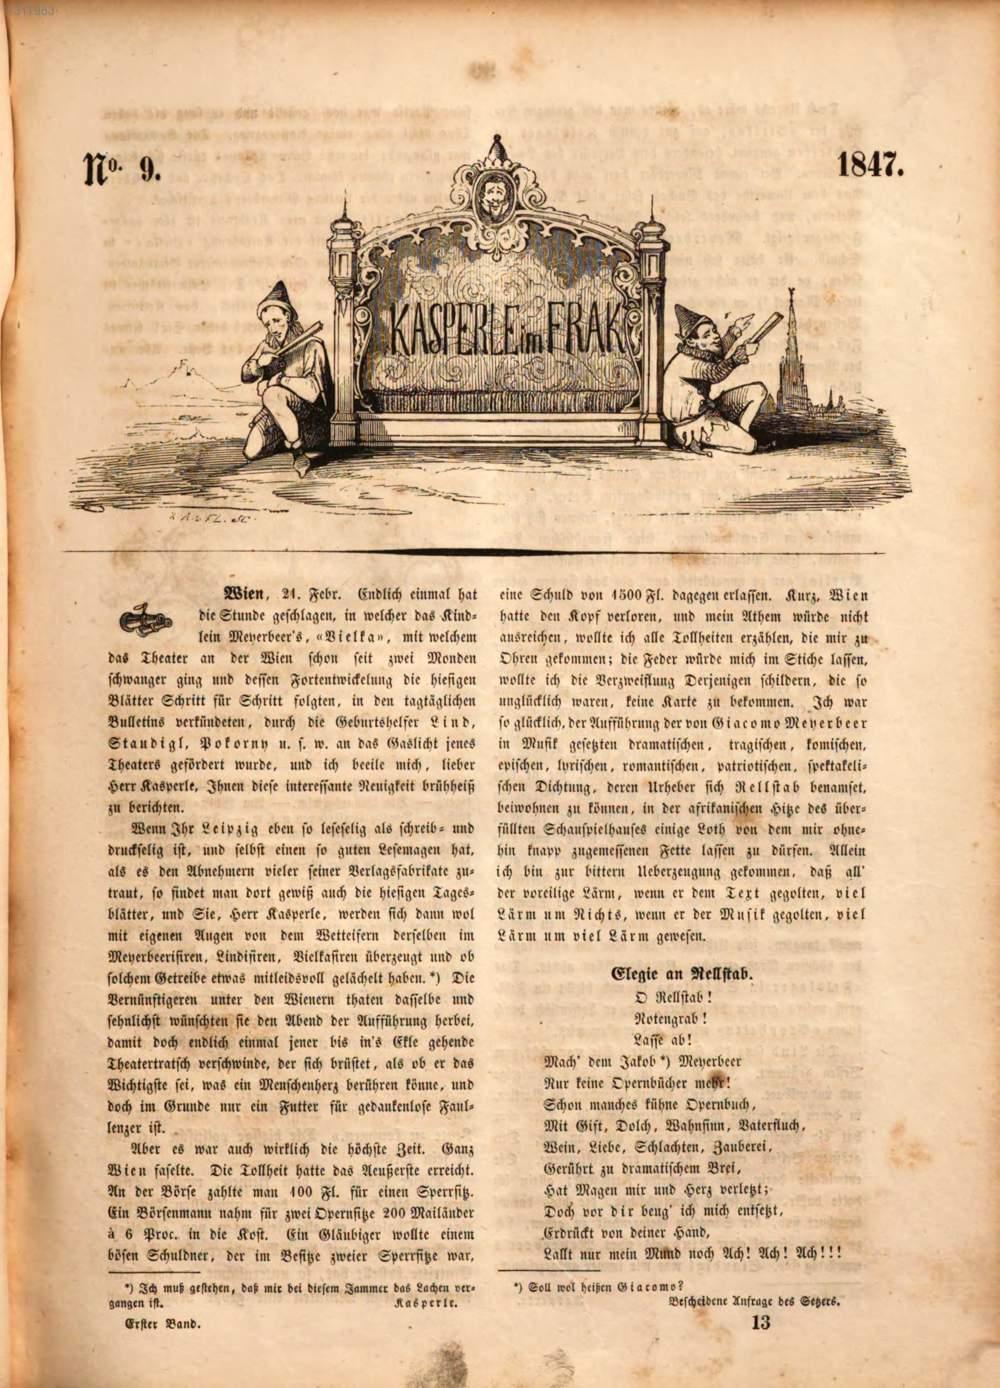 No. 9.
1847.
KASPERLE im FRAK
Wien, 21. Febr. Endlich einmal hat
die Stunde geschlagen, in welcher das Kind-
lein Meyerbeer's, «Vielka», mit welchem
das Theater an der Wien schon seit zwei Monden
schwanger ging und dessen Fortentwickelung die hiesigen
Blätter Schritt für Schritt folgten, in den tagtäglichen
Bulletins verkündeten, durch die Geburtshelfer Lind,
Staudigl, Pokorny u. s. w. an das Gaslicht jenes
Theaters gefördert wurde, und ich beeile mich, lieber
Herr Kasperle, Ihnen diese interessante Neuigkeit brühheiß
zu berichten.
Wenn Ihr Leipzig eben so leseselig als schreib- und
druckselig ist, und selbst einen so guten Lesemagen hat,
als es den Abnehmern vieler seiner Verlagsfabrikate zu-
traut, so findet man dort gewiß auch die hiesigen Tages-
blätter, und Sie, Herr Kasperle, werden sich dann wol
mit eigenen Augen von dem Wetteifern derselben im
Meyerbeerisiren, Lindisiren, Vielkasiren überzeugt und ob
solchem Getreibe etwas mitleidsvoll gelächelt haben.*) Die
Vernünftigeren unter den Wienern thaten dasselbe und
sehnlichst wünschten sie den Abend der Aufführung herbei,
damit doch endlich einmal jener bis in's Ekle gehende
Theatertratsch verschwinde, der sich brüstet, als ob er das
Wichtigste sei, was ein Menschenherz berühren könne, und
doch im Grunde nur ein Futter für gedankenlose Faul-
lenzer ist.
Aber es war auch wirklich die höchste Zeit. Ganz
Wien faselte. Die Tollheit hatte das Aeußerste erreicht.
An der Börse zahlte man 100 Fl. für einen Sperrsitz.
Ein Börsenmann nahm für zwei Opernsitze 200 Mailänder
à 6 Proc. in die Kost. Ein Gläubiger wollte einem
bösen Schuldner, der im Besitze zweier Sperrsitze war,
*) Ich muß gestehen, daß mir bei diesem Jammer das Lachen ver-
gangen ist. Kasperle.
Erster Band.
eine Schuld von 1500 Fl. dagegen erlassen. Kurz, Wien
hatte den Kopf verloren, und mein Athem würde nicht
ausreichen, wollte ich alle Tollheiten erzählen, die mir zu
Ohren gekommen; die Feder würde mich im Stiche lassen,
wollte ich die Verzweiflung Derjenigen schildern, die so
unglücklich waren, keine Karte zu bekommen. Ich war
so glücklich, der Aufführung der von Giacomo Meyerbeer
in Musik gesetzten dramatischen, tragischen, komischen,
epischen, lyrischen, romantischen, patriotischen, spektakeli-
schen Dichtung, deren Urheber sich Rellstab benamset,
beiwohnen zu können, in der afrikanischen Hitze des über-
füllten Schauspielhauses einige Loth von dem mir ohne-
hin knapp zugemessenen Fette lassen zu dürfen. Allein
ich bin zur bittern Ueberzeugung gekommen, daß all'
der voreilige Lärm, wenn er dem Text gegolten, viel
Lärm um Nichts, wenn er der Musik gegolten, viel
Lärm um viel Lärm gewesen.
Elegie an Rellstab.
O Rellstab!
Notengrab!
Lasse ab!
Mach' dem Jakob*) Meyerbeer
Nur keine Opernbücher mehr!
Schon manches kühne Opernbuch,
Mit Gift, Dolch, Wahnsinn, Vaterfluch,
Wein, Liebe, Schlachten, Zauberei,
Gerührt zu dramatischem Brei,
Hat Magen mir und Herz verletzt;
Doch vor dir beug' ich mich entsetzt,
Erdrückt von deiner Hand,
Lallt nur mein Mund noch Ach! Ach! Ach!!!
*) Soll wol heißen Giacomo?
Bescheidene Anfrage des Setzers.
13